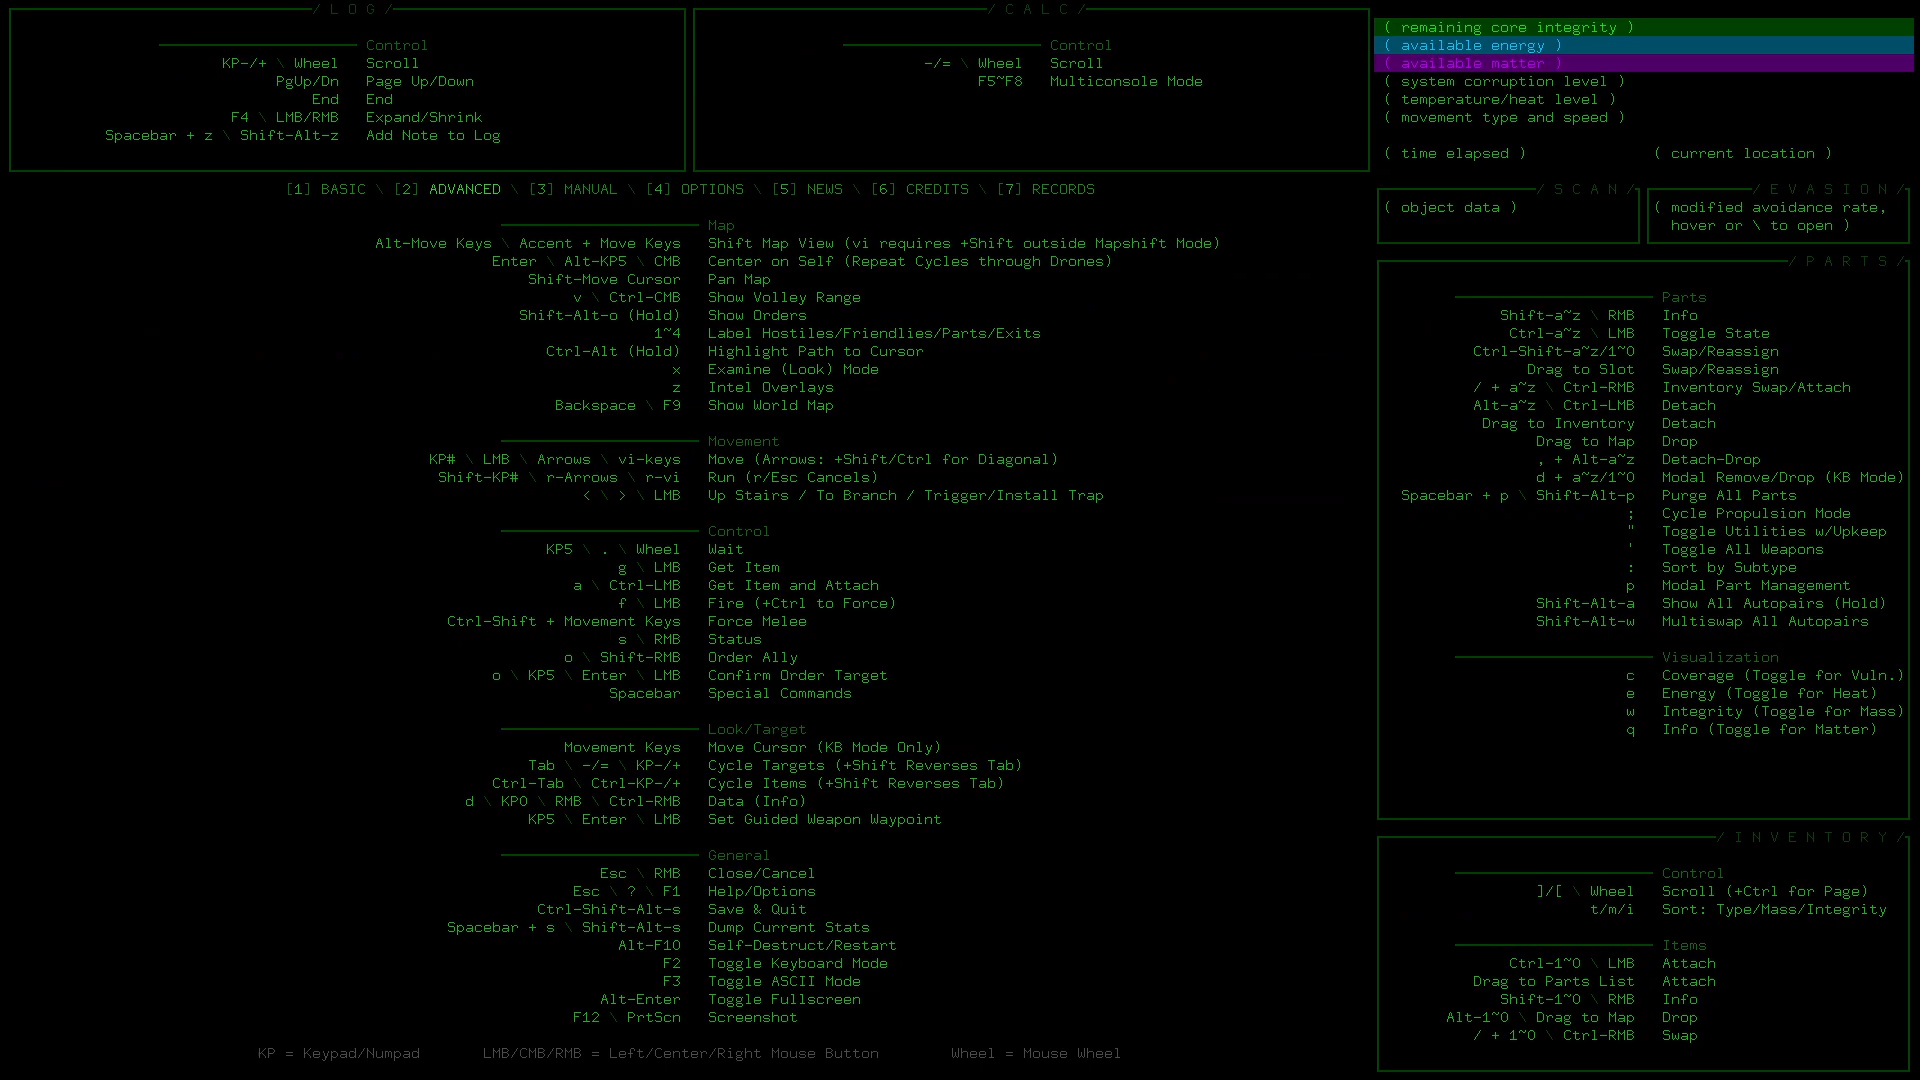 / L O G /
Control
KP-/+ \ Wheel Scroll
PgUp/Dn Page Up/Down
End End
F4 \ LMB/RMB Expand/Shrink
Spacebar + z \ Shift-Alt-z Add Note to Log
/ C A L C /
Control
-/= \ Wheel Scroll
F5~F8 Multiconsole Mode
( remaining core integrity )
( available energy )
( available matter )
( system corruption level )
( temperature/heat level )
( movement type and speed )
( time elapsed ) ( current location )
[1] BASIC \ [2] ADVANCED \ [3] MANUAL \ [4] OPTIONS \ [5] NEWS \ [6] CREDITS \ [7] RECORDS
Map
Alt-Move Keys \ Accent + Move Keys Shift Map View (vi requires +Shift outside Mapshift Mode)
Enter \ Alt-KP5 \ CMB Center on Self (Repeat Cycles through Drones)
Shift-Move Cursor Pan Map
v \ Ctrl-CMB Show Volley Range
Shift-Alt-o (Hold) Show Orders
1~4 Label Hostiles/Friendlies/Parts/Exits
Ctrl-Alt (Hold) Highlight Path to Cursor
x Examine (Look) Mode
z Intel Overlays
Backspace \ F9 Show World Map
Movement
KP# \ LMB \ Arrows \ vi-keys Move (Arrows: +Shift/Ctrl for Diagonal)
Shift-KP# \ r-Arrows \ r-vi Run (r/Esc Cancels)
< \ > \ LMB Up Stairs / To Branch / Trigger/Install Trap
Control
KP5 \ . \ Wheel Wait
g \ LMB Get Item
a \ Ctrl-LMB Get Item and Attach
f \ LMB Fire (+Ctrl to Force)
Ctrl-Shift + Movement Keys Force Melee
s \ RMB Status
o \ Shift-RMB Order Ally
o \ KP5 \ Enter \ LMB Confirm Order Target
Spacebar Special Commands
Look/Target
Movement Keys Move Cursor (KB Mode Only)
Tab \ -/= \ KP-/+ Cycle Targets (+Shift Reverses Tab)
Ctrl-Tab \ Ctrl-KP-/+ Cycle Items (+Shift Reverses Tab)
d \ KP0 \ RMB \ Ctrl-RMB Data (Info)
KP5 \ Enter \ LMB Set Guided Weapon Waypoint
General
Esc \ RMB Close/Cancel
Esc \ ? \ F1 Help/Options
Ctrl-Shift-Alt-s Save & Quit
Spacebar + s \ Shift-Alt-s Dump Current Stats
Alt-F10 Self-Destruct/Restart
F2 Toggle Keyboard Mode
F3 Toggle ASCII Mode
Alt-Enter Toggle Fullscreen
F12 \ PrtScn Screenshot
KP = Keypad/Numpad LMB/CMB/RMB = Left/Center/Right Mouse Button Wheel = Mouse Wheel
/ S C A N /
( object data )
/ E V A S I O N /
( modified avoidance rate,
hover or \ to open )
/ P A R T S /
Parts
Shift-a~z \ RMB Info
Ctrl-a~z \ LMB Toggle State
Ctrl-Shift-a~z/1~0 Swap/Reassign
Drag to Slot Swap/Reassign
/ + a~z \ Ctrl-RMB Inventory Swap/Attach
Alt-a~z \ Ctrl-LMB Detach
Drag to Inventory Detach
Drag to Map Drop
, + Alt-a~z Detach-Drop
d + a~z/1~0 Modal Remove/Drop (KB Mode)
Spacebar + p \ Shift-Alt-p Purge All Parts
; Cycle Propulsion Mode
" Toggle Utilities w/Upkeep
' Toggle All Weapons
: Sort by Subtype
p Modal Part Management
Shift-Alt-a Show All Autopairs (Hold)
Shift-Alt-w Multiswap All Autopairs
Visualization
c Coverage (Toggle for Vuln.)
e Energy (Toggle for Heat)
w Integrity (Toggle for Mass)
q Info (Toggle for Matter)
/ I N V E N T O R Y /
Control
]/[ \ Wheel Scroll (+Ctrl for Page)
t/m/i Sort: Type/Mass/Integrity
Items
Ctrl-1~0 \ LMB Attach
Drag to Parts List Attach
Shift-1~0 \ RMB Info
Alt-1~0 \ Drag to Map Drop
/ + 1~0 \ Ctrl-RMB Swap